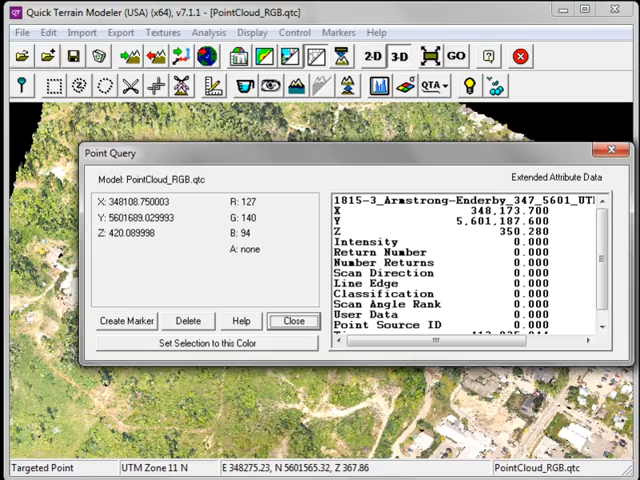 Quick Terrain Modeler (USA) (x64), v7.1.1 - [PointCloud_RGB.qtc]
File Edit Import Export Textures Analysis Display Control Markers Help
2-D 3-D GO
QTA
Point Query
Model: PointCloud_RGB.qtc
Extended Attribute Data
X: 348108.750003 R: 127
Y: 5601689.029993 G: 140
Z: 420.089998 B: 94
A: none
1815-3_Armstrong-Enderby_347_5601_UTM
X 348,173.700
Y 5,601,187.600
Z 350.280
Intensity 0.000
Return Number 0.000
Number Returns 0.000
Scan Direction 0.000
Line Edge 0.000
Classification 0.000
Scan Angle Rank 0.000
User Data 0.000
Point Source ID 0.000
Create Marker Delete Help Close
Set Selection to this Color
Targeted Point UTM Zone 11 N E 348275.23, N 5601565.32, Z 367.86 PointCloud_RGB.qtc